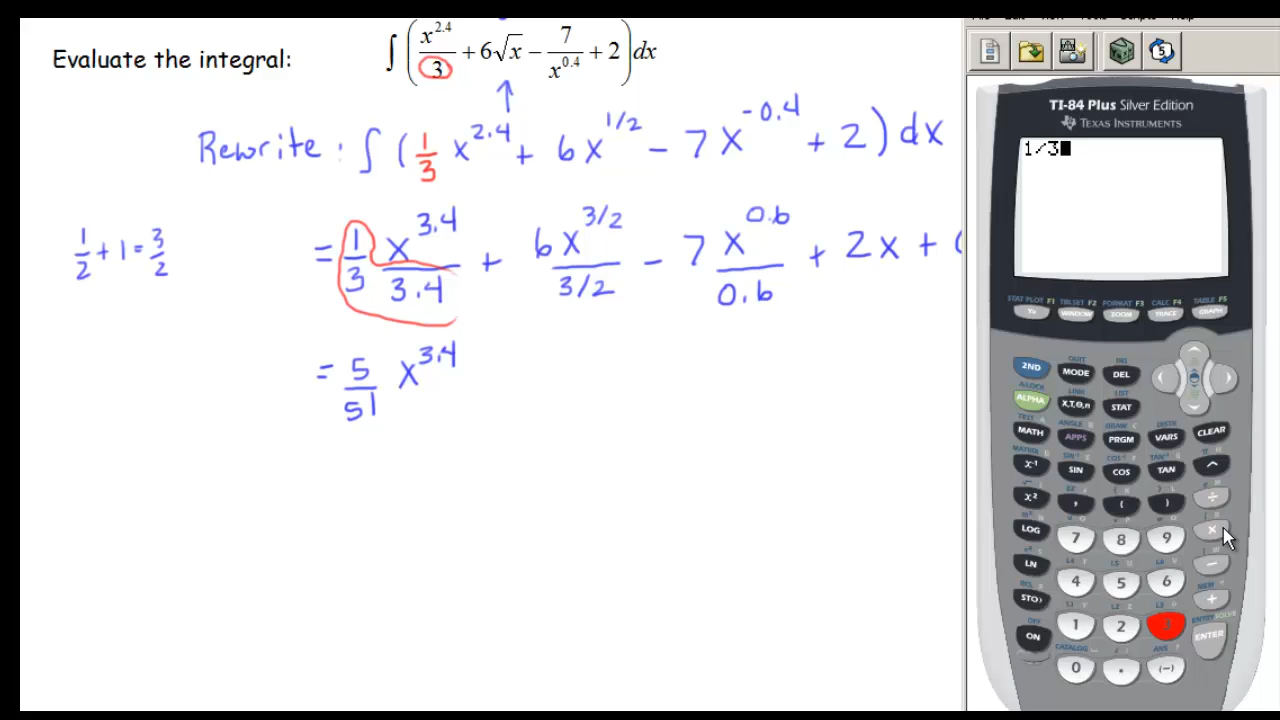 Evaluate the integral: ∫ ( x^2.4 / 3 + 6√x − 7 / x^0.4 + 2 ) dx
Rewrite : ∫ ( 1/3 x^2.4 + 6x^1/2 − 7x^-0.4 + 2 ) dx
1/2 + 1 = 3/2
= 1/3 x^3.4 / 3.4 + 6x^3/2 / 3/2 − 7 x^0.6 / 0.6 + 2x +
= 5/51 x^3.4
TI-84 Plus Silver Edition
TEXAS INSTRUMENTS
1/3
STAT PLOT F1 TBLSET F2 FORMAT F3 CALC F4 TABLE F5
Y= WINDOW ZOOM TRACE GRAPH
QUIT INS
2ND MODE DEL
A-LOCK LINK LIST
ALPHA X,T,Θ,n STAT
TEST A ANGLE B DRAW C DISTR
MATH APPS PRGM VARS CLEAR
MATRIX D SIN⁻¹ E COS⁻¹ F TAN⁻¹ G π H
x⁻¹ SIN COS TAN ^
x² , ( ) ÷
LOG 7 8 9 ×
LN 4 5 6 −
L1 L2 L3 MEM
STO› 1 2 3 +
OFF CATALOG ANS ? ENTRY SOLVE
ON 0 . (−) ENTER